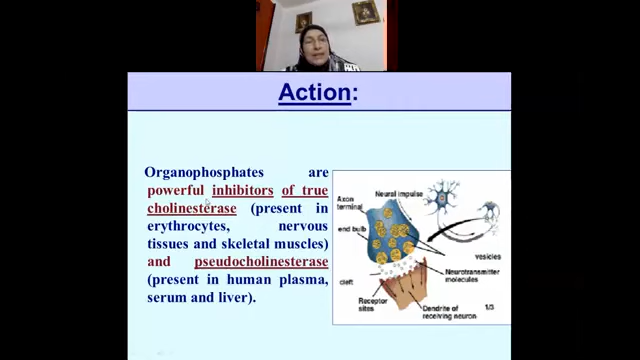 Action:
Organophosphates are
powerful inhibitors of true
cholinesterase (present in
erythrocytes, nervous
tissues and skeletal muscles)
and pseudocholinesterase
(present in human plasma,
serum and liver).
Neural impulse
Axon
terminal
end bulb
vesicles
Neurotransmitter
molecules
cleft
Receptor
sites
Dendrite of
receiving neuron
1/3